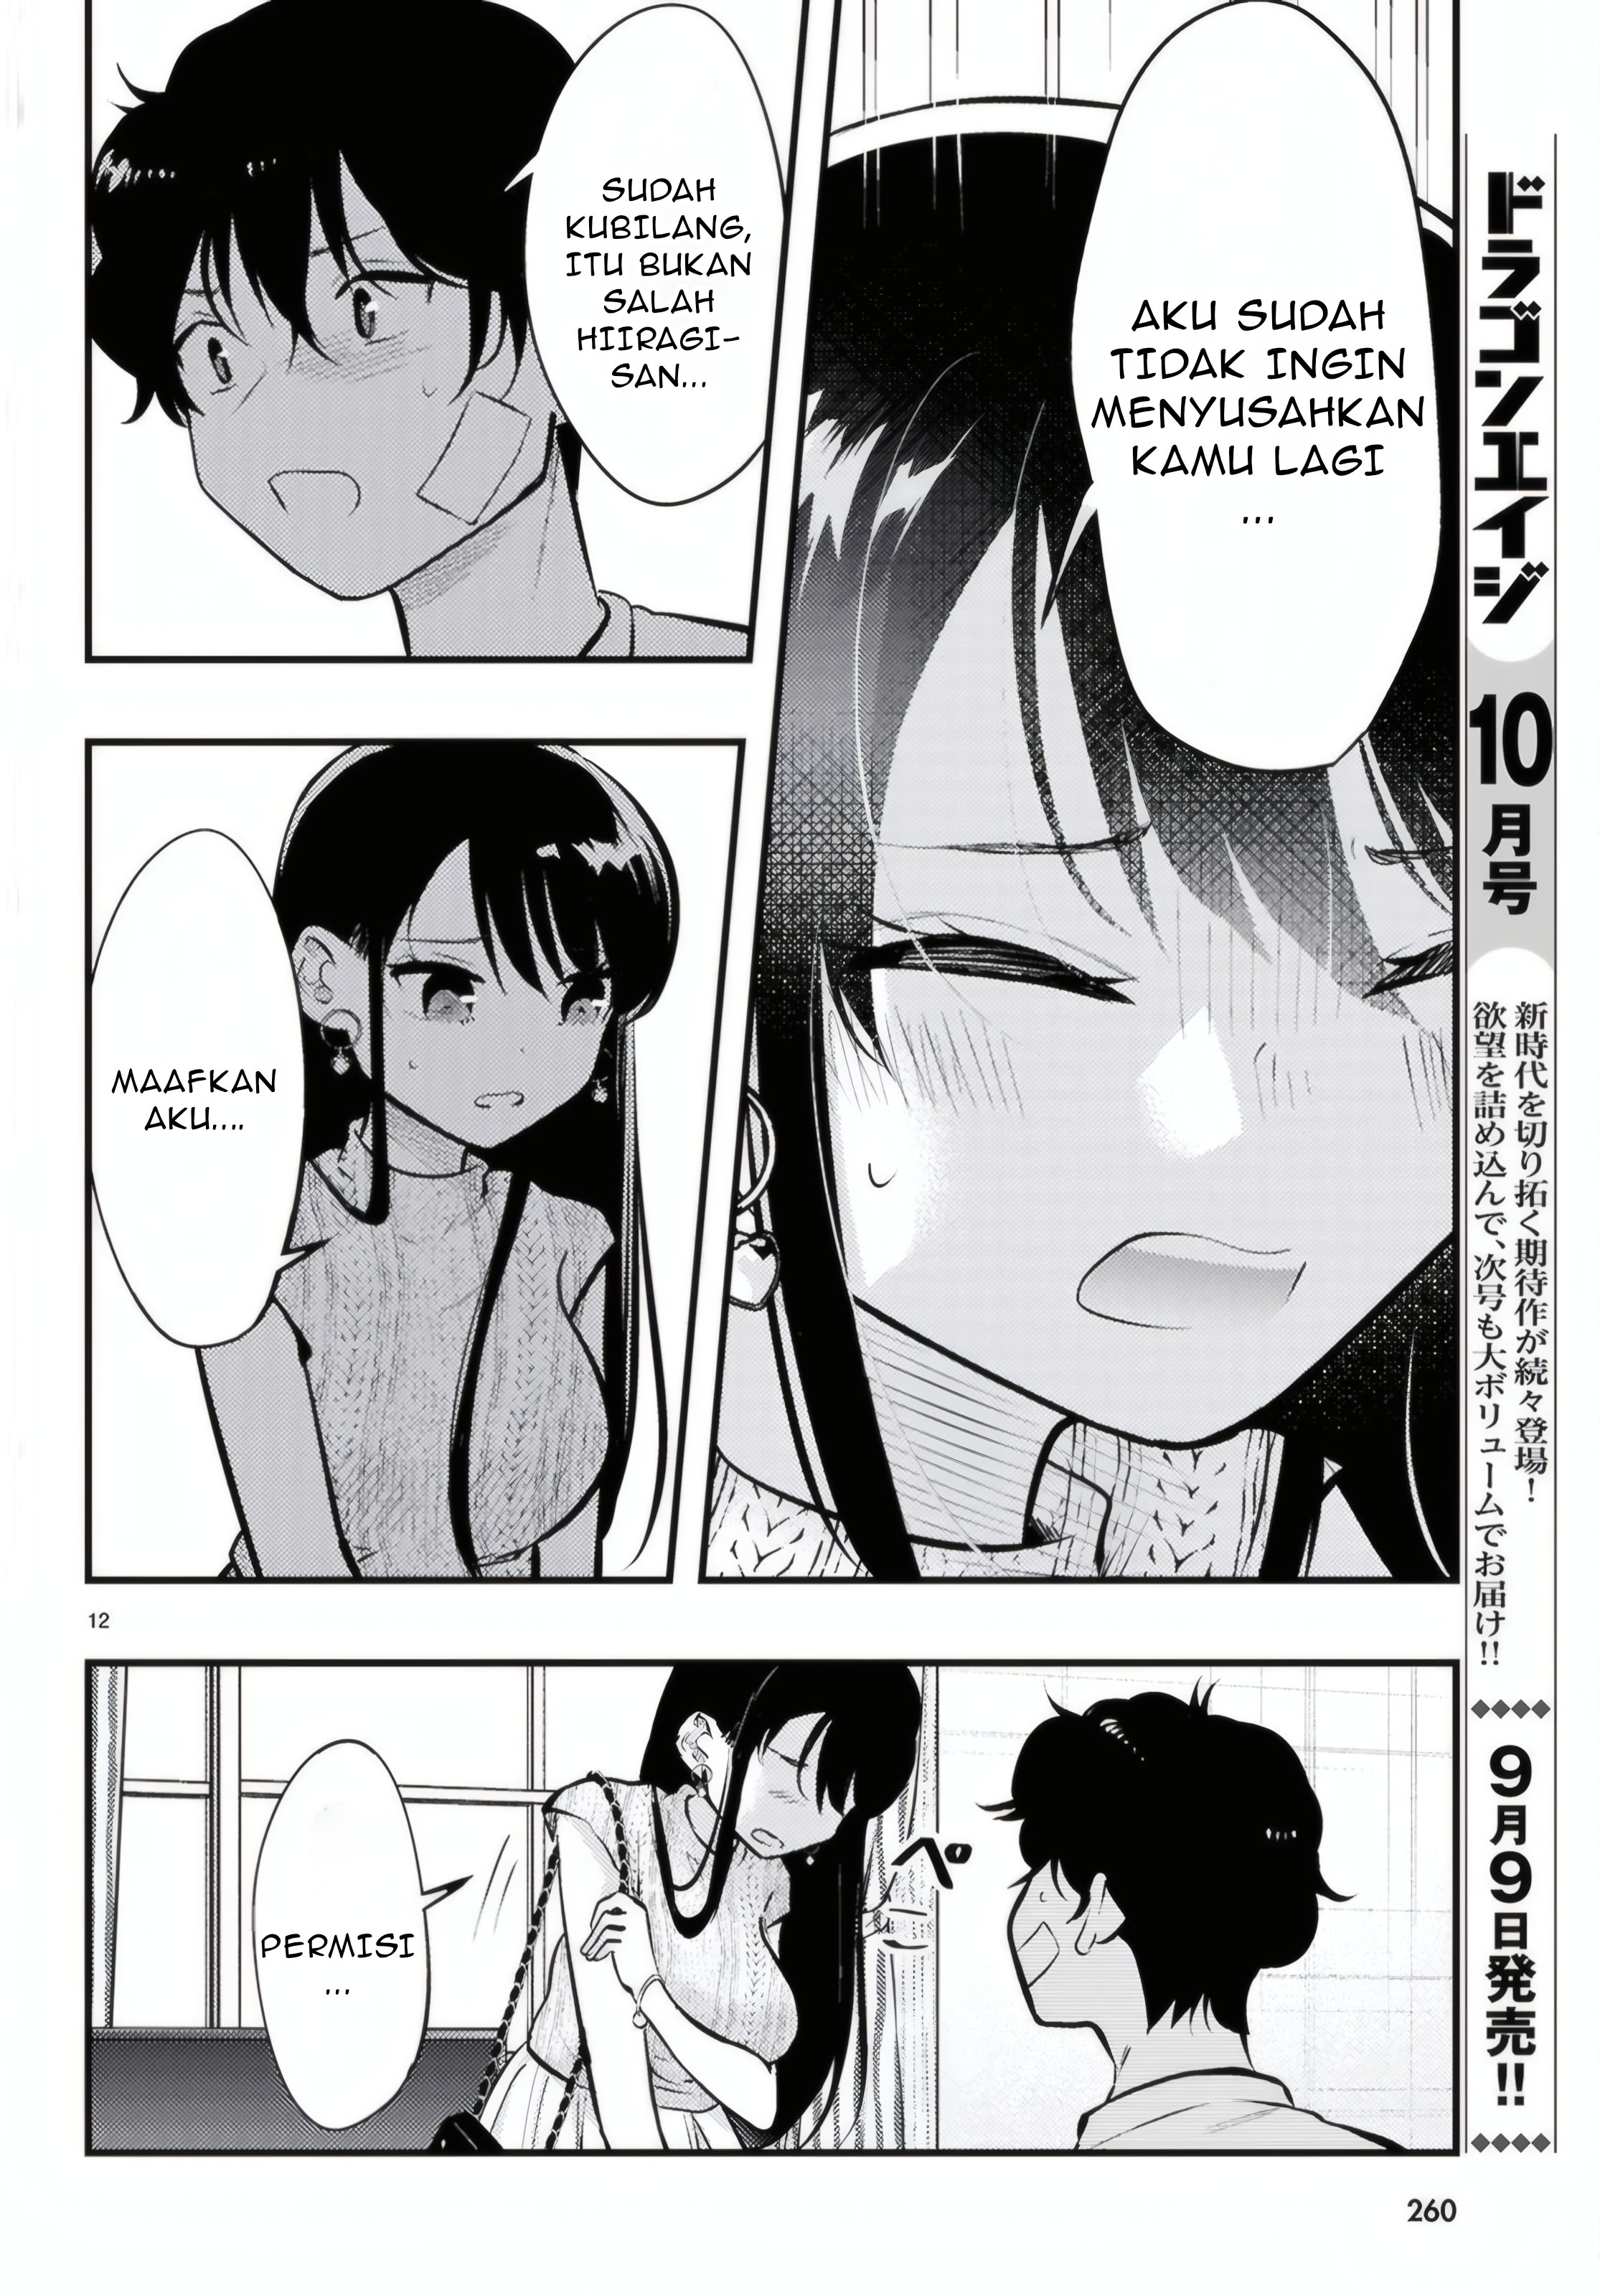 AKU SUDAH
TIDAK INGIN
MENYUSAHKAN
KAMU LAGI
...
SUDAH
KUBILANG,
ITU BUKAN
SALAH
HIIRAGI-
SAN...
MAAFKAN
AKU....
12
PERMISI
...
ペコ
ドラゴンエイジ
10
月号
新時代を切り拓く期待作が続々登場!
欲望を詰め込んで、次号も大ボリュームでお届け!!
9月9日発売!!
260